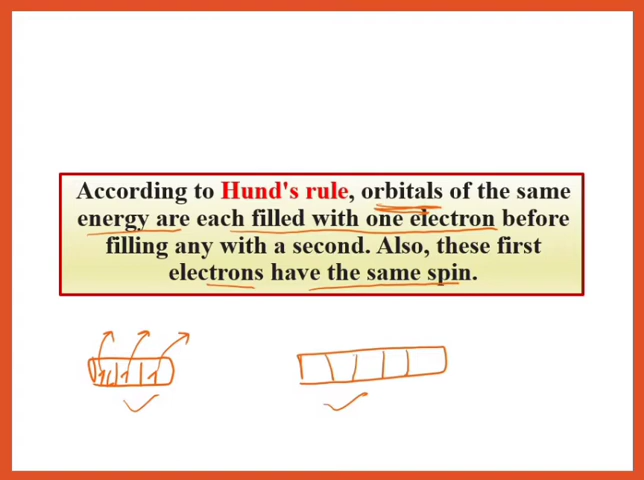 According to Hund's rule, orbitals of the same
energy are each filled with one electron before
filling any with a second. Also, these first
electrons have the same spin.